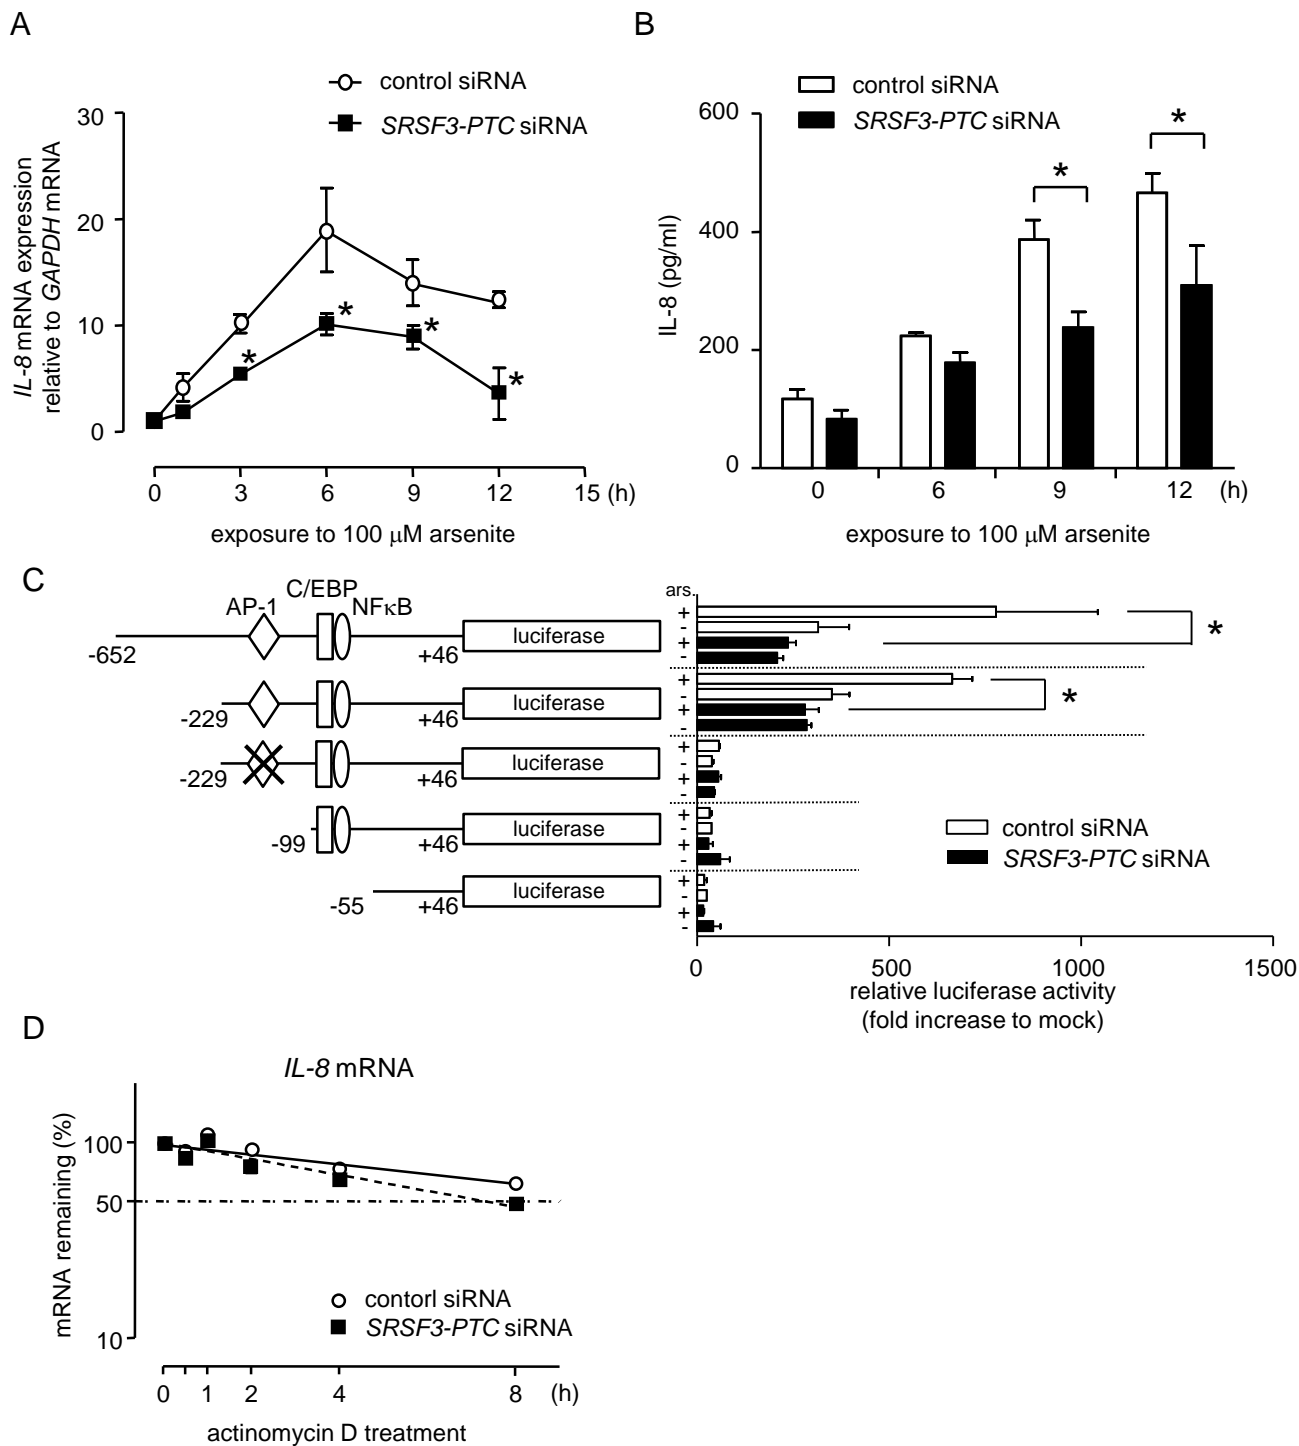 A
control siRNA
SRSF3-PTC siRNA
30
20
10
0
IL-8 mRNA expression
relative to GAPDH mRNA
0 3 6 9 12 15 (h)
exposure to 100 μM arsenite
*
*
*
*
B
control siRNA
SRSF3-PTC siRNA
600
400
200
0
IL-8 (pg/ml)
*
*
0 6 9 12 (h)
exposure to 100 μM arsenite
C
AP-1
C/EBP
NFκB
-652 +46 luciferase
-229 +46 luciferase
-229 +46 luciferase
-99 +46 luciferase
-55 +46 luciferase
ars.
+
-
+
-
+
-
+
-
+
-
+
-
+
-
+
-
+
-
+
-
*
*
control siRNA
SRSF3-PTC siRNA
0 500 1000 1500
relative luciferase activity
(fold increase to mock)
D
IL-8 mRNA
100
50
10
mRNA remaining (%)
contorl siRNA
SRSF3-PTC siRNA
0 1 2 4 8 (h)
actinomycin D treatment